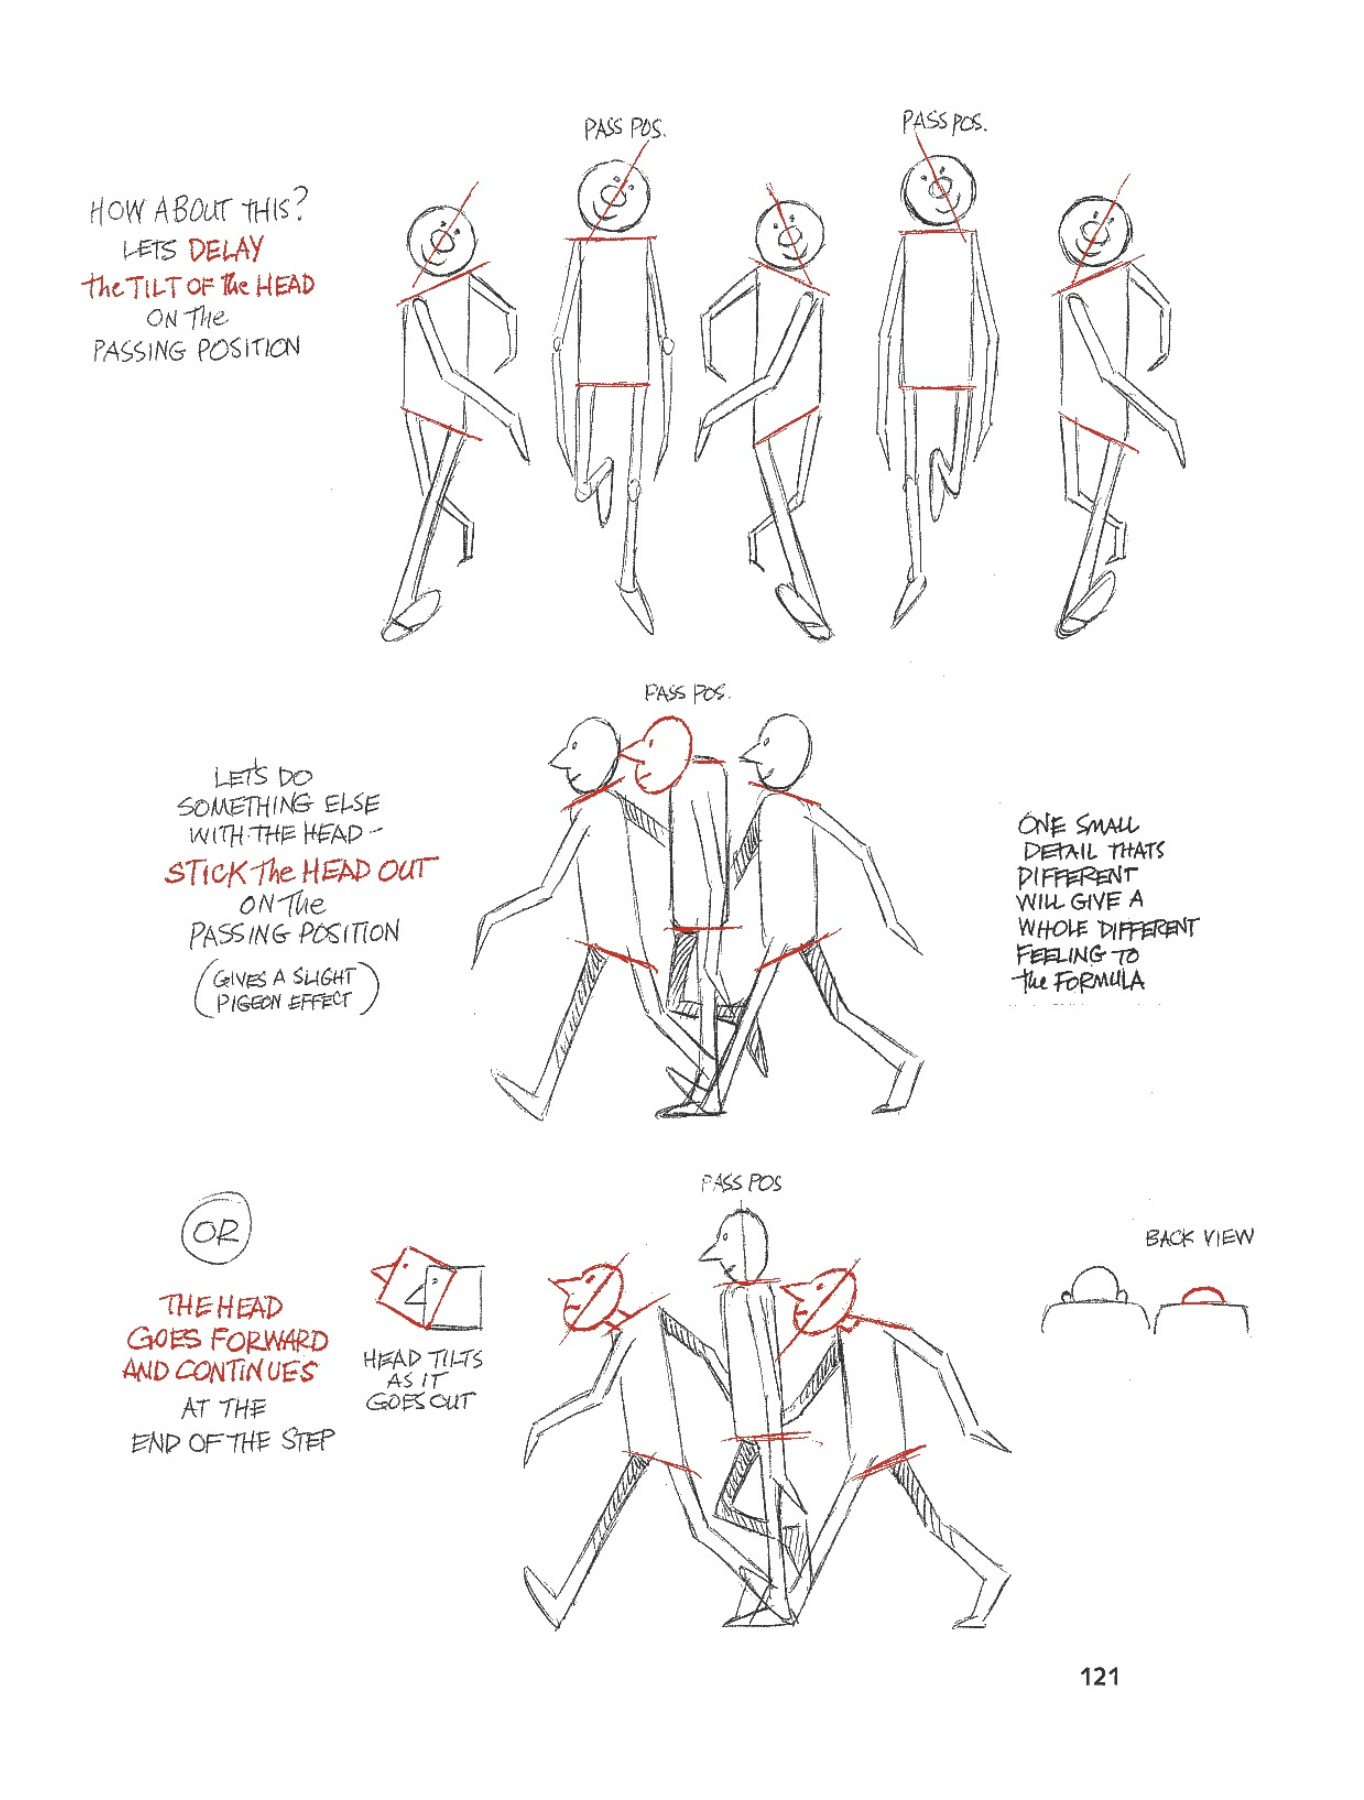 PASS POS.
PASS POS.
HOW ABOUT THIS?
LETS DELAY
the TILT OF the HEAD
ON The
PASSING POSITION
PASS POS.
LET'S DO
SOMETHING ELSE
WITH THE HEAD -
STICK The HEAD OUT
ON The
PASSING POSITION
(GIVES A SLIGHT
PIGEON EFFECT)
ONE SMALL
DETAIL THATS
DIFFERENT
WILL GIVE A
WHOLE DIFFERENT
FEELING TO
the FORMULA
PASS POS
OR
THE HEAD
GOES FORWARD
AND CONTINUES
AT THE
END OF THE STEP
HEAD TILTS
AS IT
GOES OUT
BACK VIEW
121